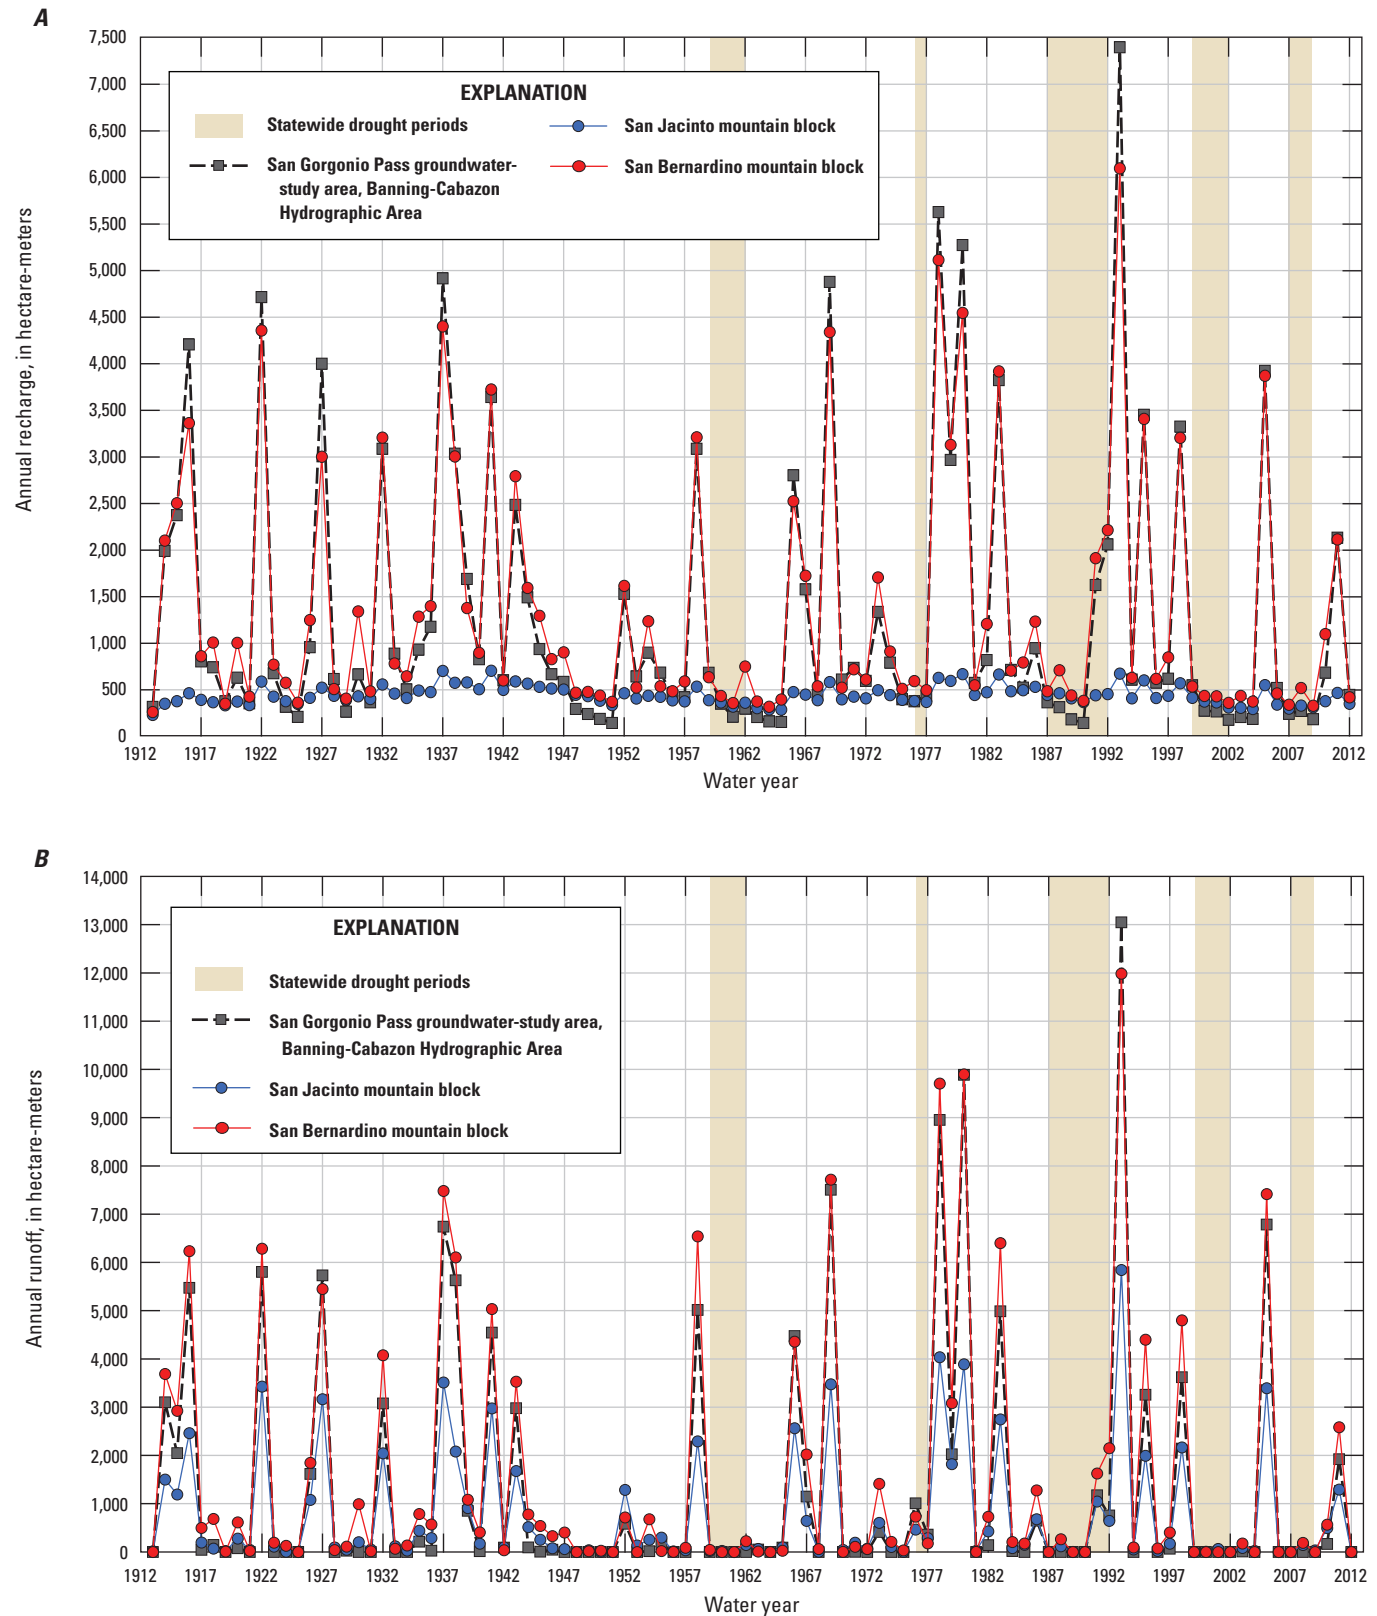 A
7,500
7,000
6,500
6,000
5,500
5,000
4,500
4,000
3,500
3,000
2,500
2,000
1,500
1,000
500
0
Annual recharge, in hectare-meters
EXPLANATION
Statewide drought periods
San Gorgonio Pass groundwater-
study area, Banning-Cabazon
Hydrographic Area
San Jacinto mountain block
San Bernardino mountain block
1912 1917 1922 1927 1932 1937 1942 1947 1952 1957 1962 1967 1972 1977 1982 1987 1992 1997 2002 2007 2012
Water year
B
14,000
13,000
12,000
11,000
10,000
9,000
8,000
7,000
6,000
5,000
4,000
3,000
2,000
1,000
0
Annual runoff, in hectare-meters
EXPLANATION
Statewide drought periods
San Gorgonio Pass groundwater-study area,
Banning-Cabazon Hydrographic Area
San Jacinto mountain block
San Bernardino mountain block
1912 1917 1922 1927 1932 1937 1942 1947 1952 1957 1962 1967 1972 1977 1982 1987 1992 1997 2002 2007 2012
Water year